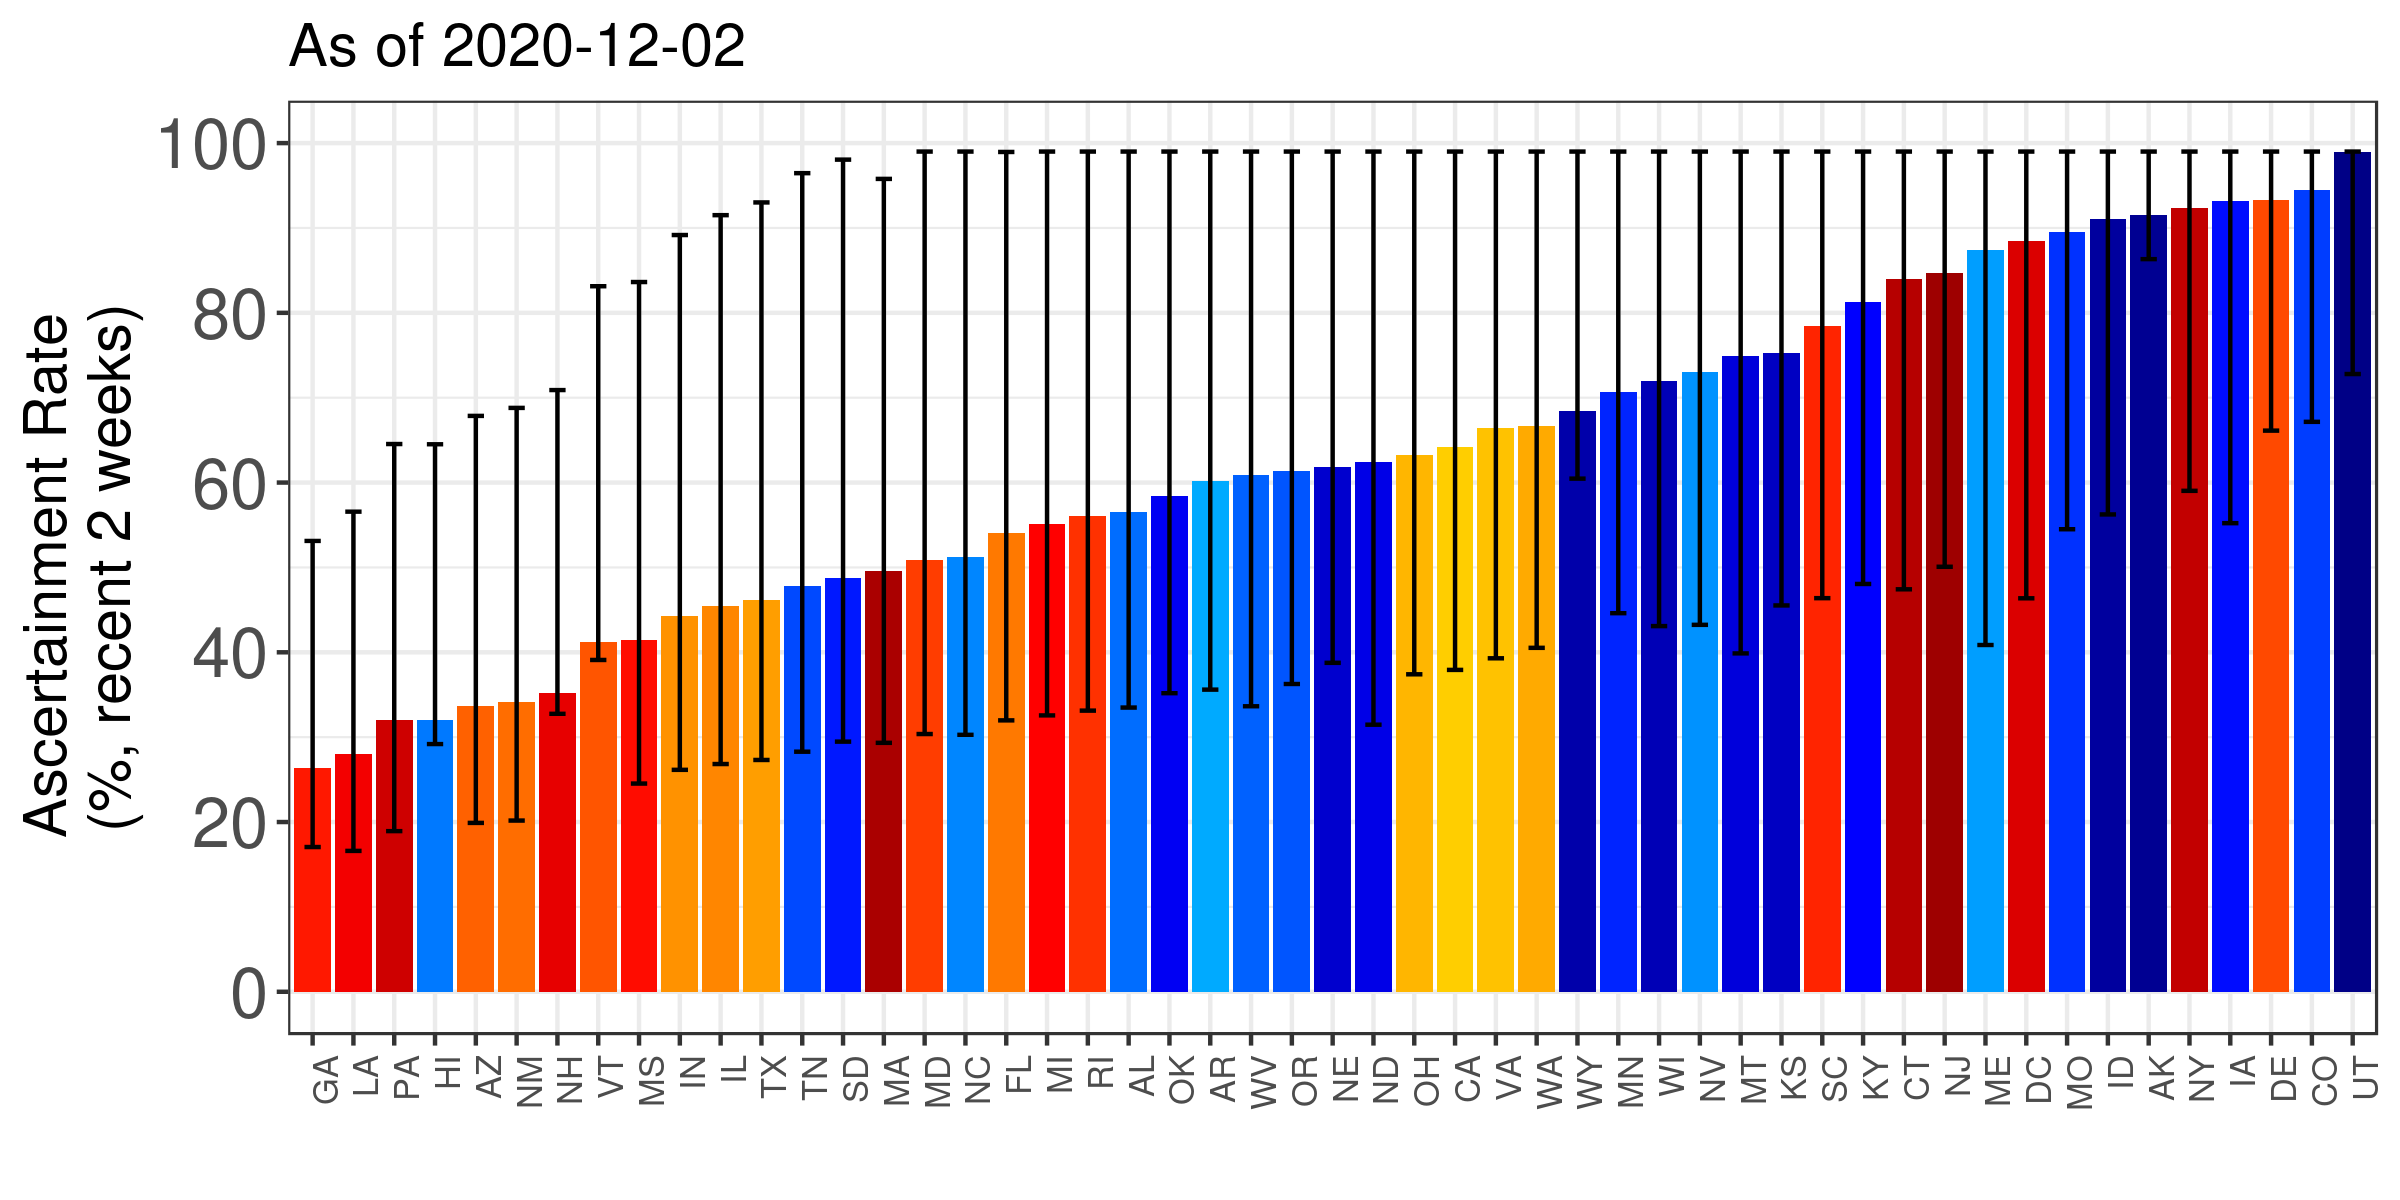 As of 2020-12-02
Ascertainment Rate
(%, recent 2 weeks)
100
80
60
40
20
0
GA LA PA HI AZ NM NH VT MS IN IL TX TN SD MA MD NC FL MI RI AL OK AR WV OR NE ND OH CA VA WA WY MN WI NV MT KS SC KY CT NJ ME DC MO ID AK NY IA DE CO UT